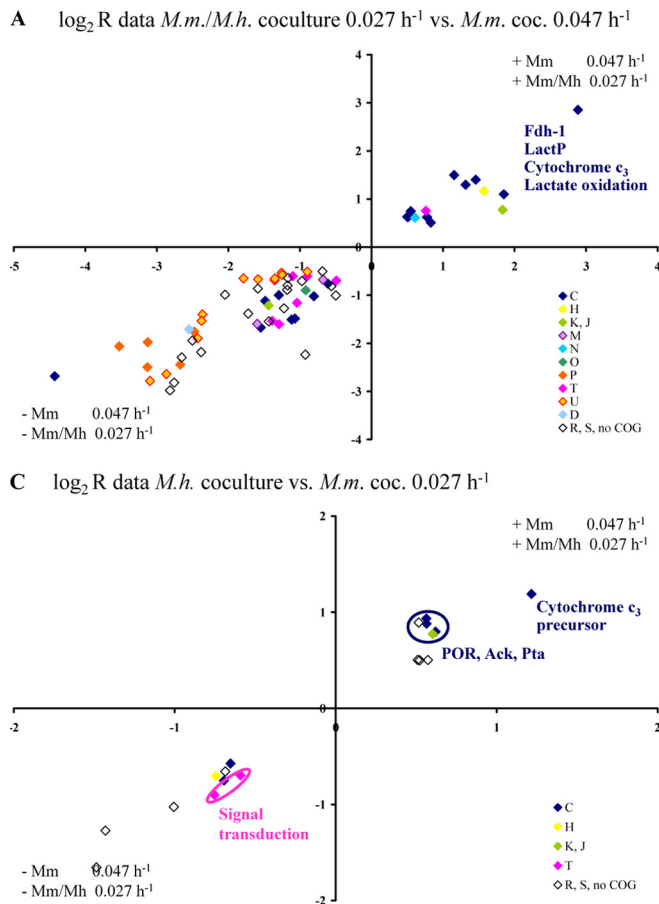 A log₂ R data M.m./M.h. coculture 0.027 h⁻¹ vs. M.m. coc. 0.047 h⁻¹
+ Mm 0.047 h⁻¹
+ Mm/Mh 0.027 h⁻¹
4
Fdh-1
3
LactP
Cytochrome c₃
Lactate oxidation
2
1
0
-5 -4 -3 -2 -1 0 1 2 3 4
-1
C
H
K, J
M
-2
N
O
P
-3
T
- Mm 0.047 h⁻¹
U
- Mm/Mh 0.027 h⁻¹
D
R, S, no COG
-4
C log₂ R data M.h. coculture vs. M.m. coc. 0.027 h⁻¹
2
+ Mm 0.047 h⁻¹
+ Mm/Mh 0.027 h⁻¹
Cytochrome c₃
precursor
1
POR, Ack, Pta
0
-2 -1 0 1 2
-1
Signal
transduction
C
H
K, J
T
- Mm 0.047 h⁻¹
- Mm/Mh 0.027 h⁻¹
R, S, no COG
-2